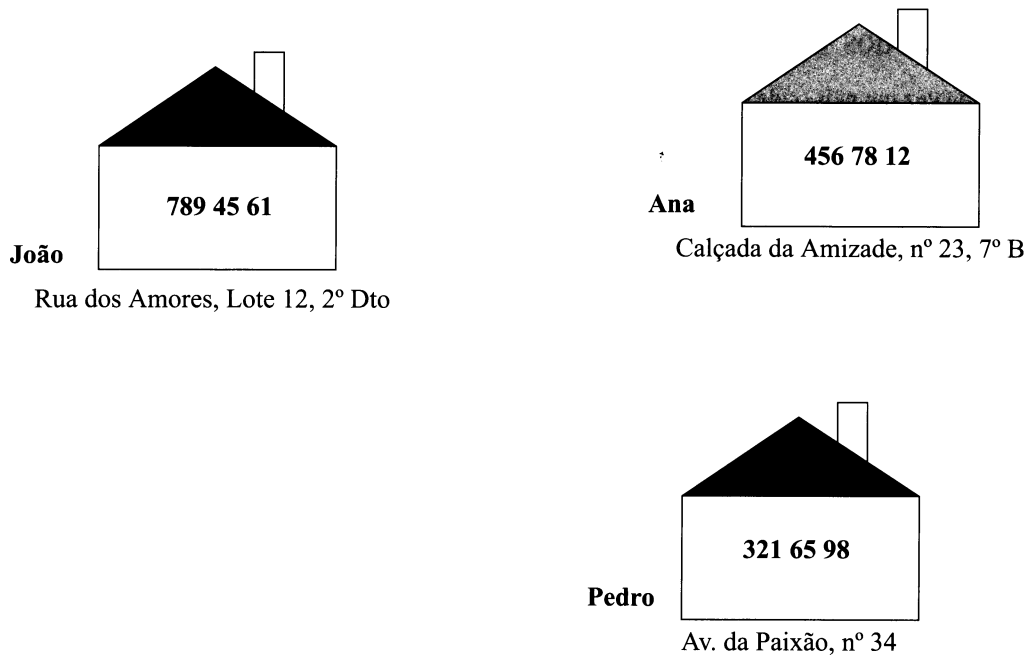 789 45 61
João
Rua dos Amores, Lote 12, 2º Dto
456 78 12
Ana
Calçada da Amizade, nº 23, 7º B
321 65 98
Pedro
Av. da Paixão, nº 34